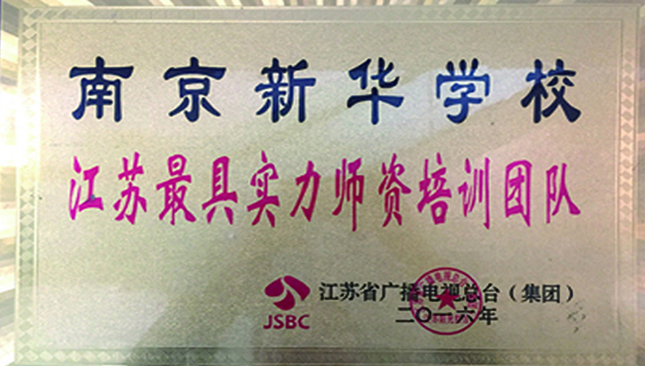 南京新华学校
江苏最具实力师资培训团队
JSBC
江苏省广播电视总台（集团）
二〇一六年